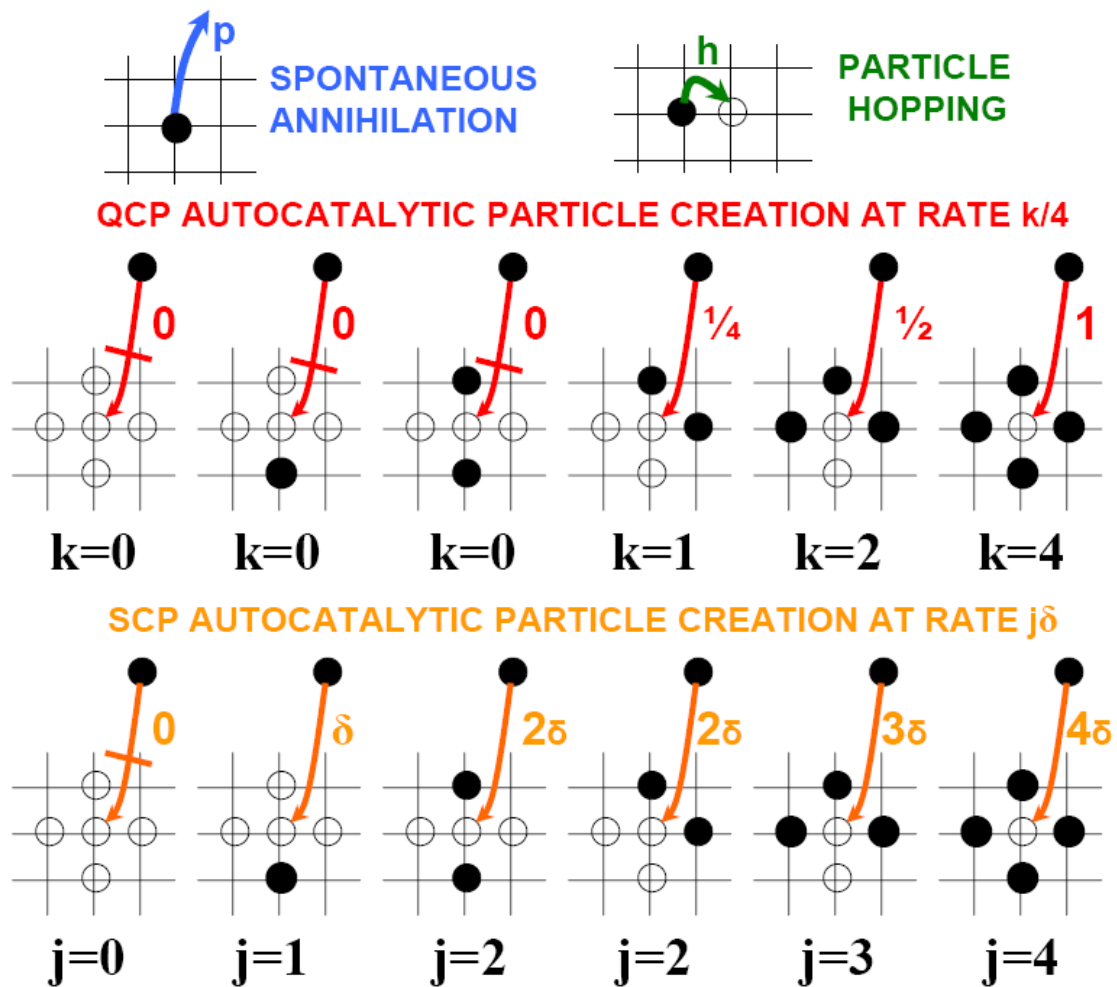 p
SPONTANEOUS
ANNIHILATION
h
PARTICLE
HOPPING
QCP AUTOCATALYTIC PARTICLE CREATION AT RATE k/4
0 0 0 ¼ ½ 1
k=0 k=0 k=0 k=1 k=2 k=4
SCP AUTOCATALYTIC PARTICLE CREATION AT RATE jδ
0 δ 2δ 2δ 3δ 4δ
j=0 j=1 j=2 j=2 j=3 j=4